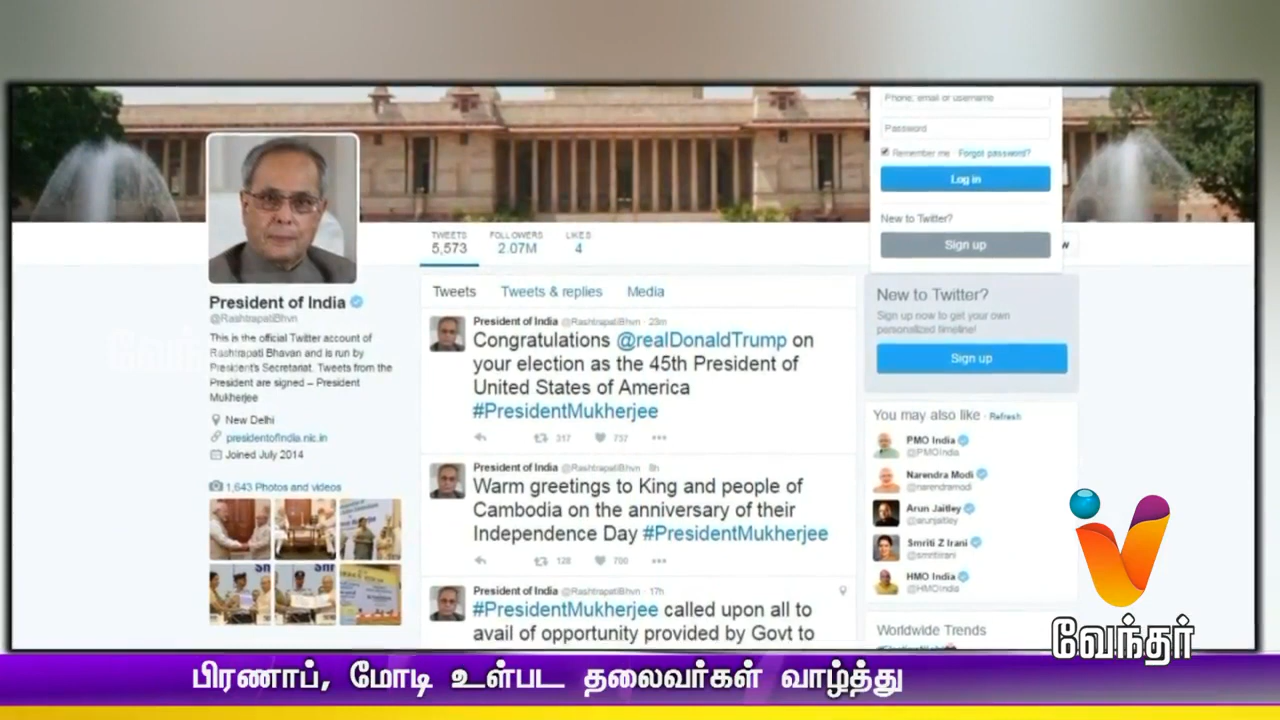 Phone, email or username
Password
Remember me Forgot password?
Log in
New to Twitter?
Sign up
TWEETS
5,573
FOLLOWERS
2.07M
LIKES
4
President of India
@RashtrapatiBhvn
This is the official Twitter account of
Rashtrapati Bhavan and is run by
President's Secretariat. Tweets from the
President are signed – President
Mukherjee
New Delhi
presidentofindia.nic.in
Joined July 2014
1,643 Photos and videos
Tweets Tweets & replies Media
President of India @RashtrapatiBhvn · 23m
Congratulations @realDonaldTrump on
your election as the 45th President of
United States of America
#PresidentMukherjee
317 737
President of India @RashtrapatiBhvn · 8h
Warm greetings to King and people of
Cambodia on the anniversary of their
Independence Day #PresidentMukherjee
128 700
President of India @RashtrapatiBhvn · 17h
#PresidentMukherjee called upon all to
avail of opportunity provided by Govt to
New to Twitter?
Sign up now to get your own
personalized timeline!
Sign up
You may also like · Refresh
PMO India
@PMOIndia
Narendra Modi
@narendramodi
Arun Jaitley
@arunjaitley
Smriti Z Irani
@smritiirani
HMO India
@HMOIndia
Worldwide Trends
வேந்தர்
பிரணாப், மோடி உள்பட தலைவர்கள் வாழ்த்து